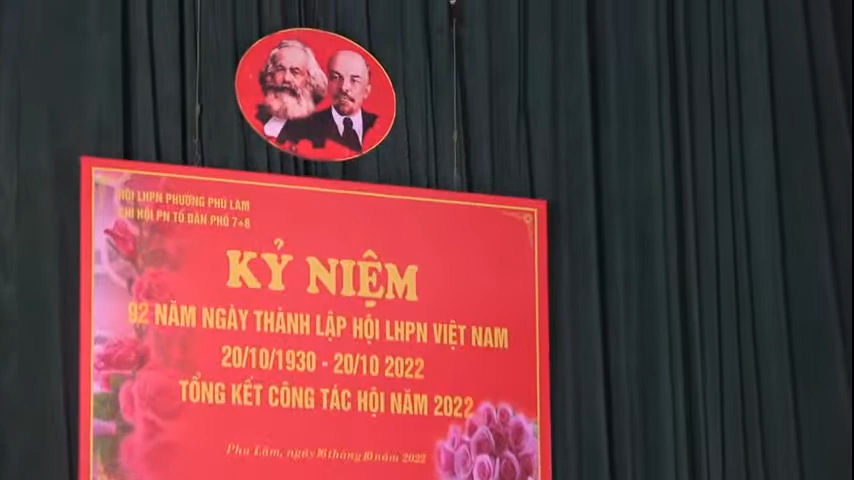 HỘI LHPN PHƯỜNG PHÚ LÂM
CHI HỘI PN TỔ DÂN PHỐ 7+8
KỶ NIỆM
92 NĂM NGÀY THÀNH LẬP HỘI LHPN VIỆT NAM
20/10/1930 - 20/10 2022
TỔNG KẾT CÔNG TÁC HỘI NĂM 2022
Phú Lãm, ngày 16 tháng 10 năm 2022